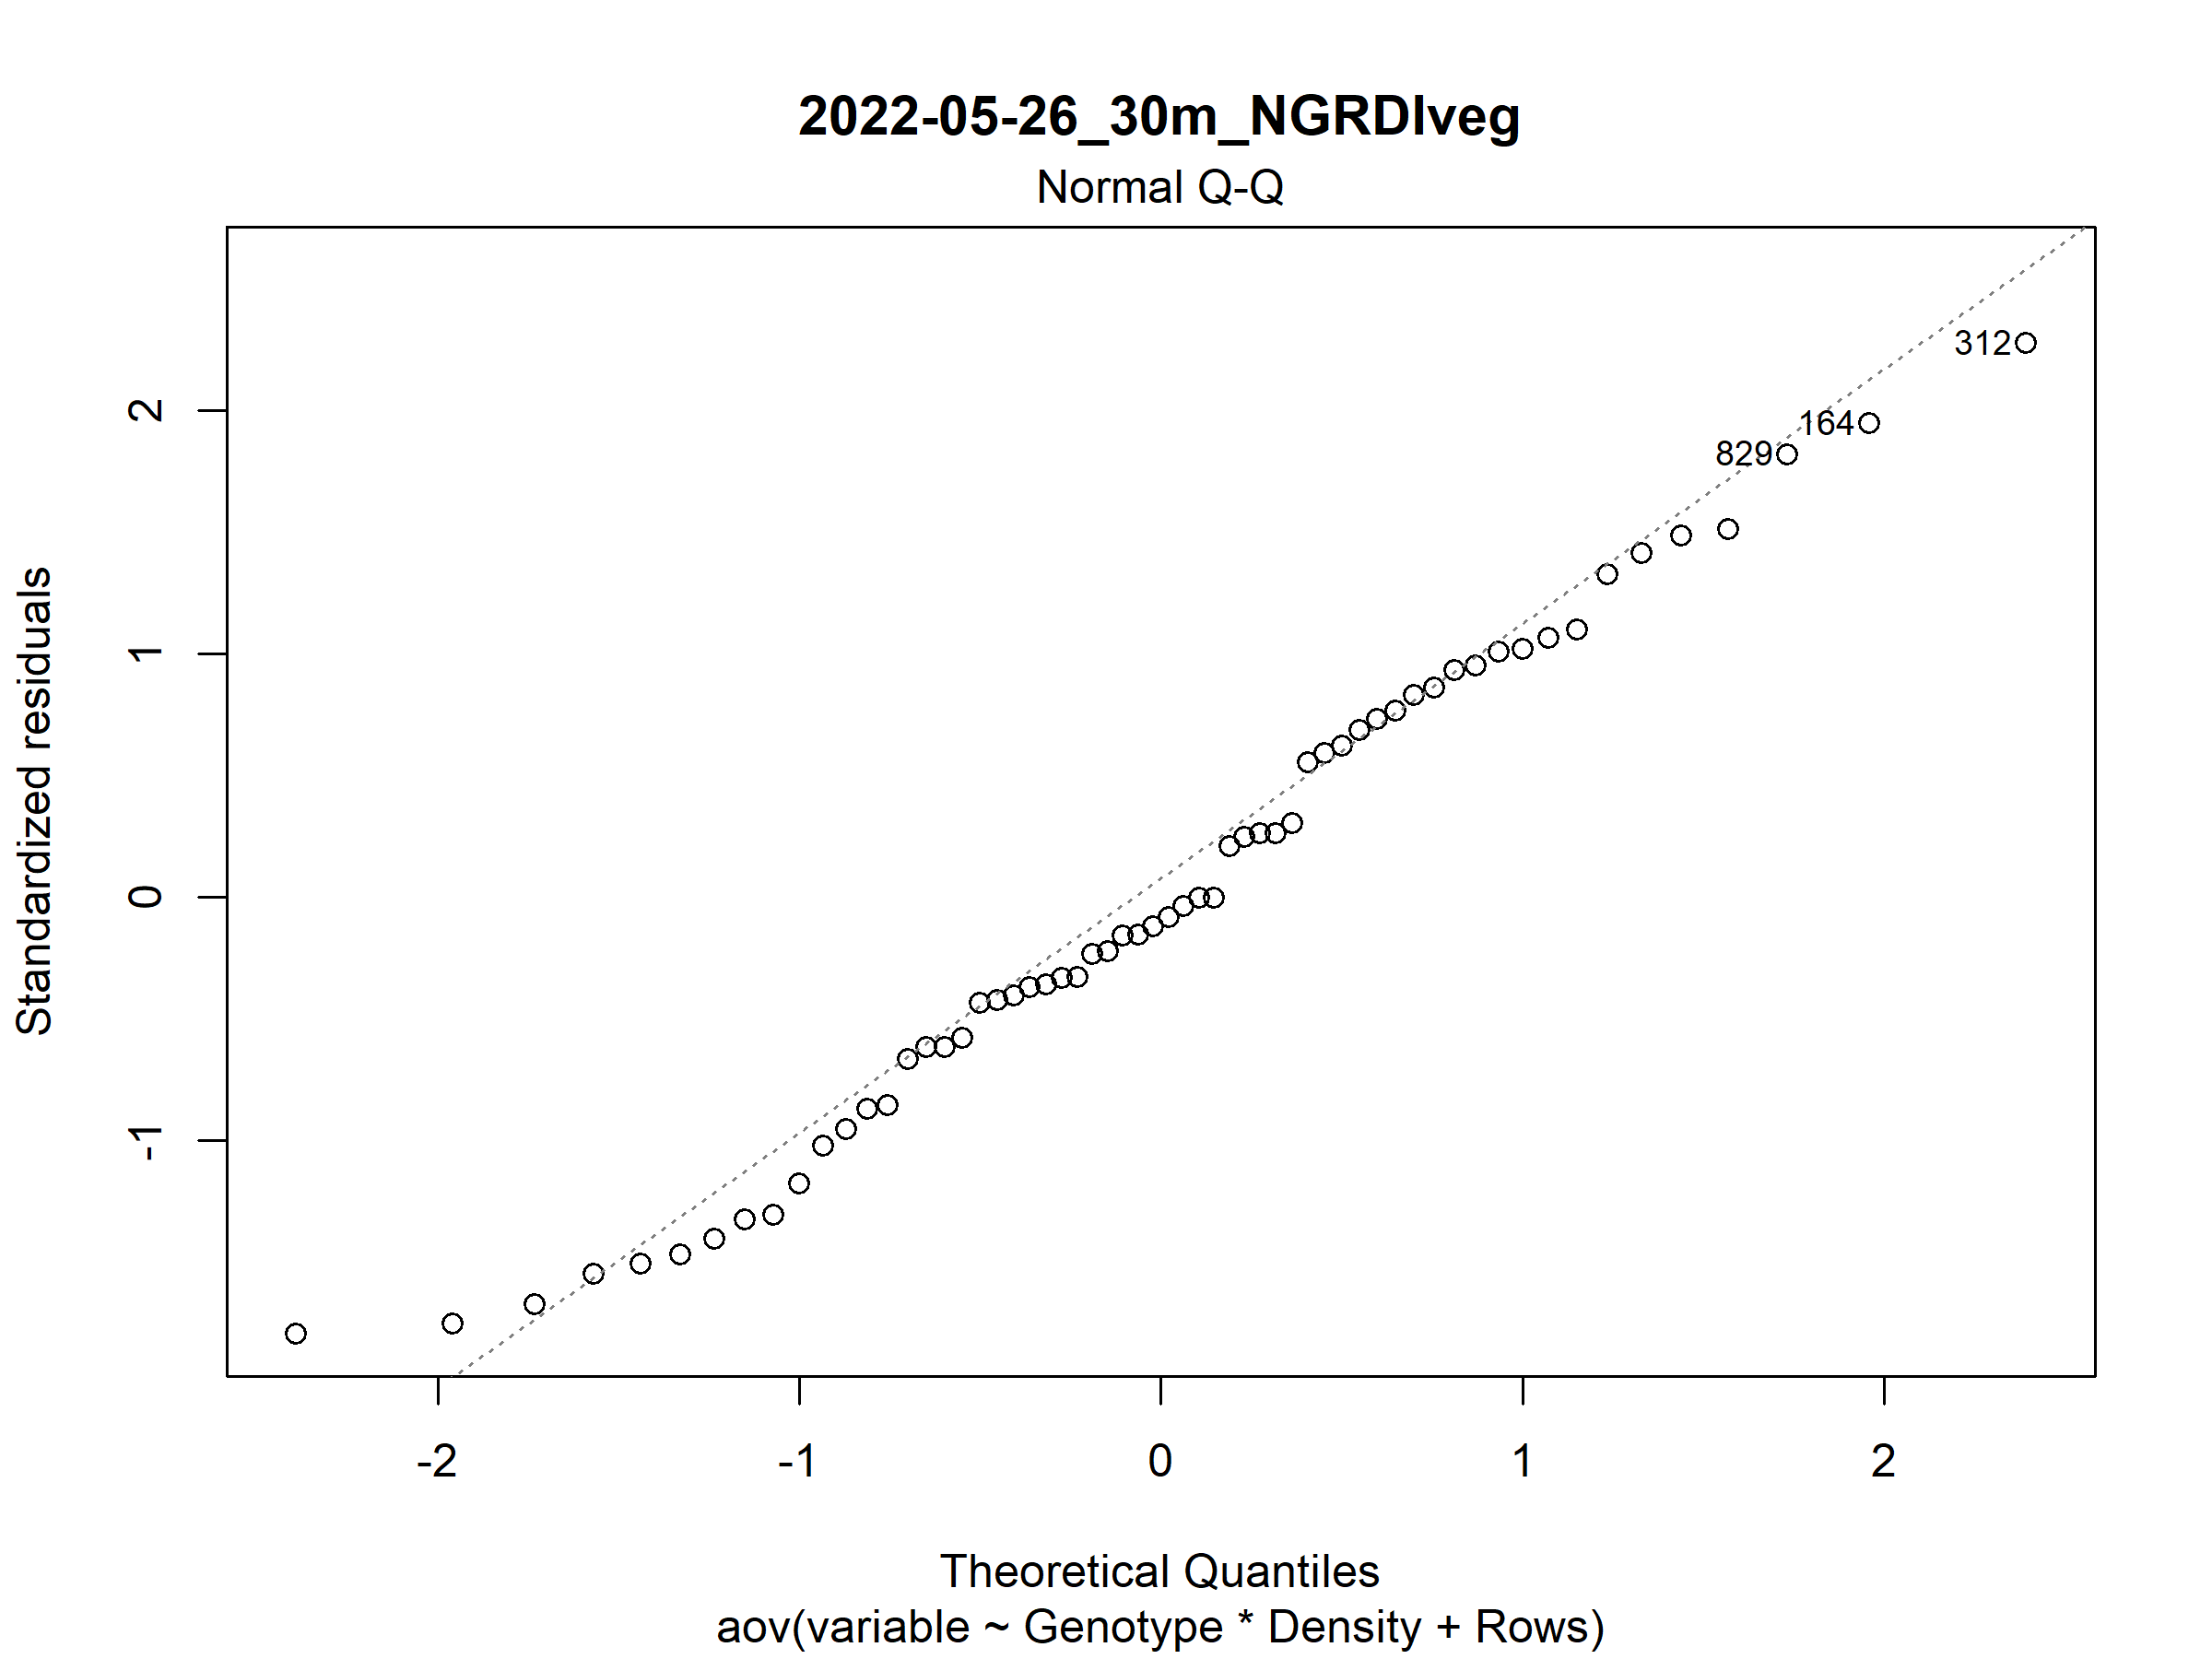 2022-05-26_30m_NGRDIveg
Normal Q-Q
312
164
829
Standardized residuals
2
1
0
-1
-2
-1
0
1
2
Theoretical Quantiles
aov(variable ~ Genotype * Density + Rows)